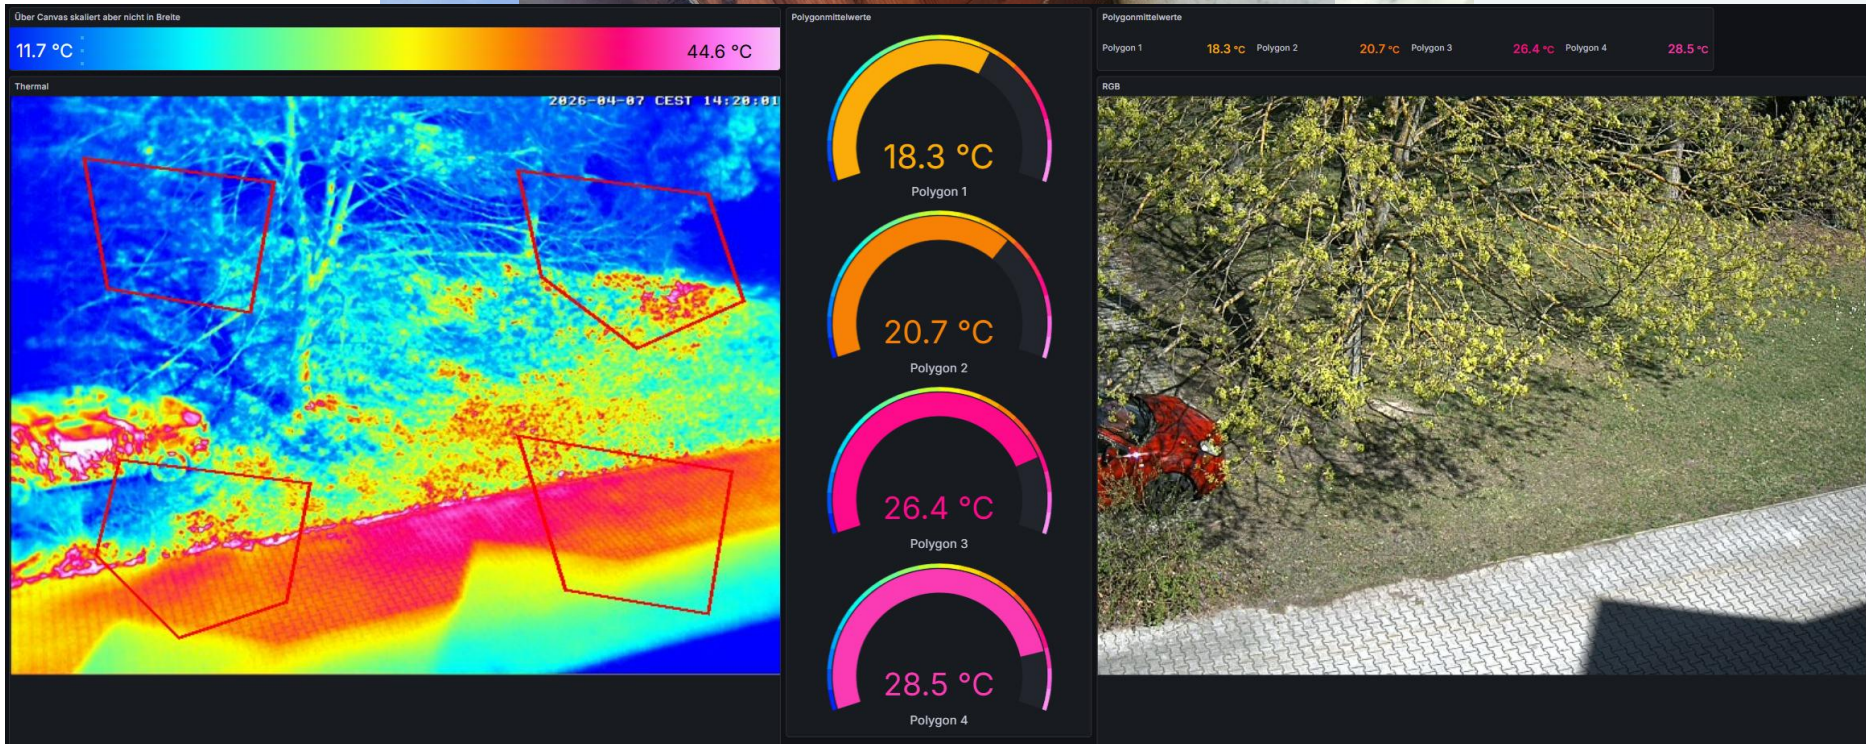 Über Canvas skaliert aber nicht in Breite
11.7 °C
44.6 °C
Thermal
2026-04-07 CEST 14:20:01
Polygonmittelwerte
18.3 °C
Polygon 1
20.7 °C
Polygon 2
26.4 °C
Polygon 3
28.5 °C
Polygon 4
Polygonmittelwerte
Polygon 1 18.3 °C Polygon 2 20.7 °C Polygon 3 26.4 °C Polygon 4 28.5 °C
RGB